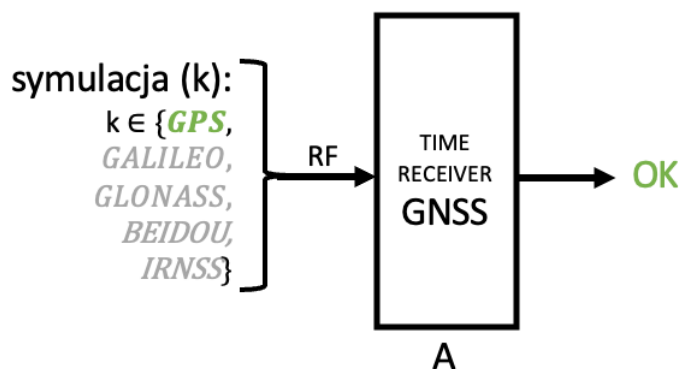 symulacja (k):
k ∈ {GPS,
GALILEO,
GLONASS,
BEIDOU,
IRNSS}
RF
TIME
RECEIVER
GNSS
OK
A